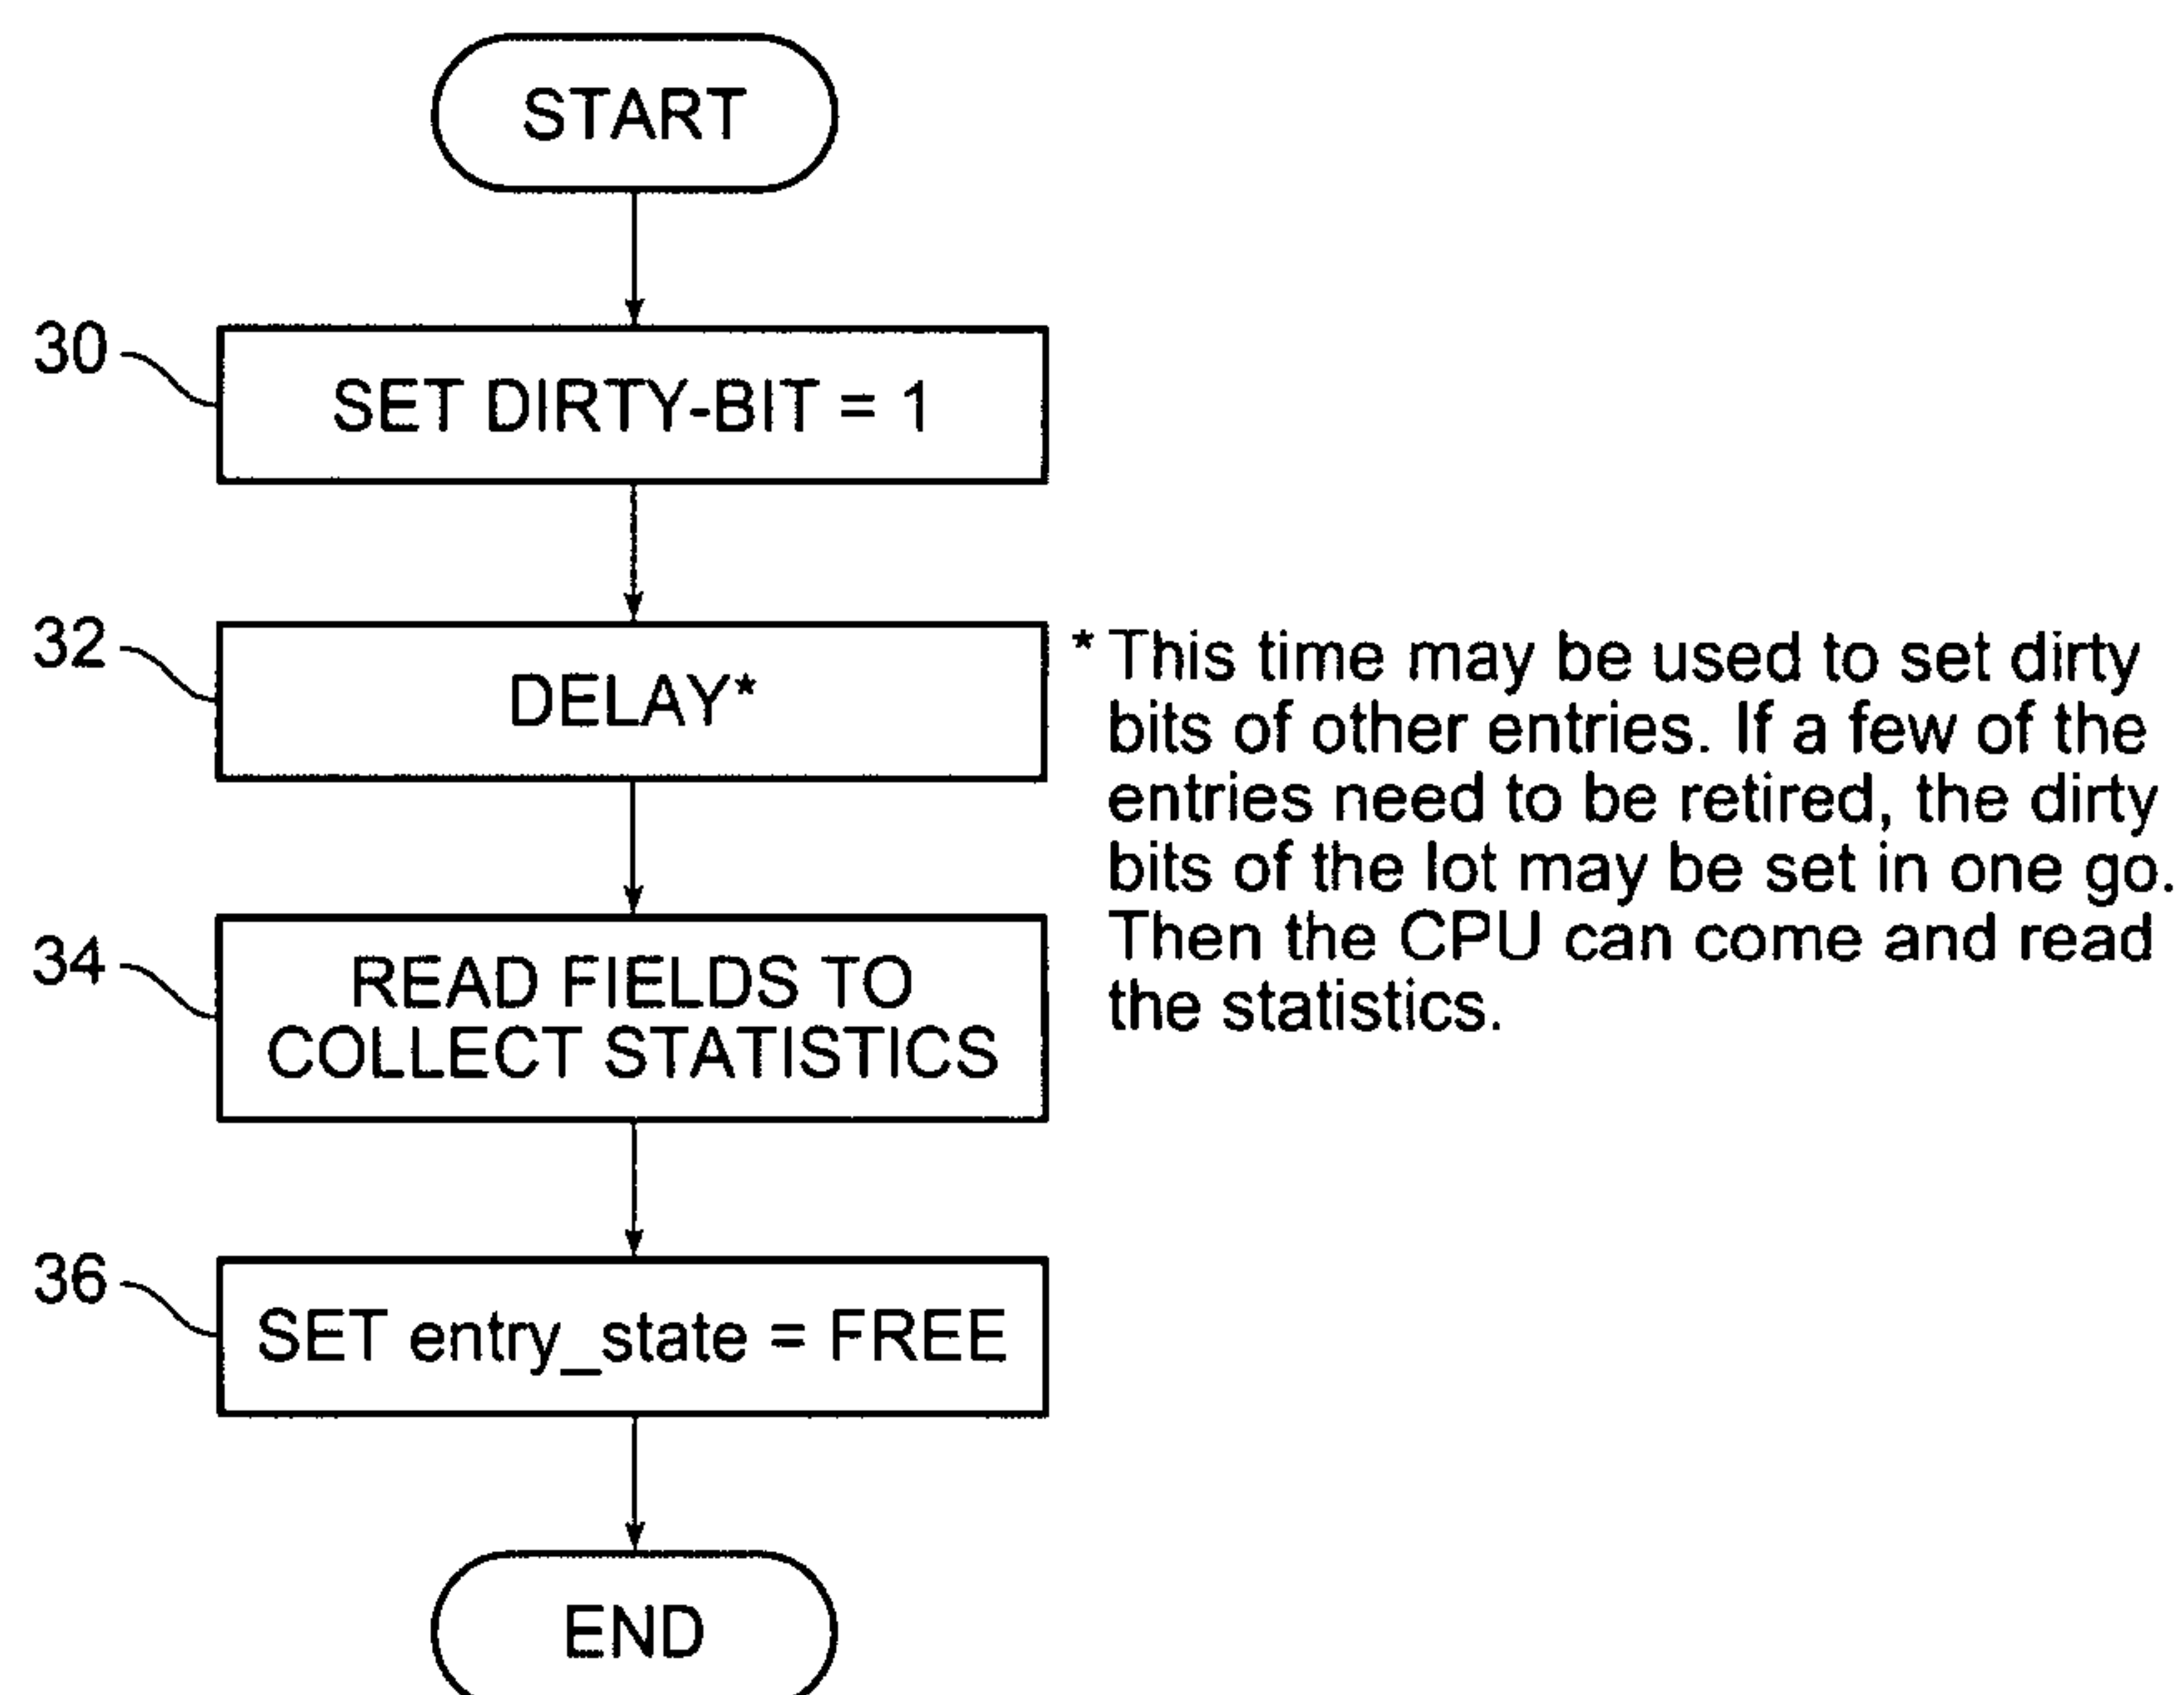 START
30
SET DIRTY-BIT = 1
32
DELAY*
* This time may be used to set dirty
bits of other entries. If a few of the
entries need to be retired, the dirty
bits of the lot may be set in one go.
Then the CPU can come and read
the statistics.
34
READ FIELDS TO
COLLECT STATISTICS
36
SET entry_state = FREE
END